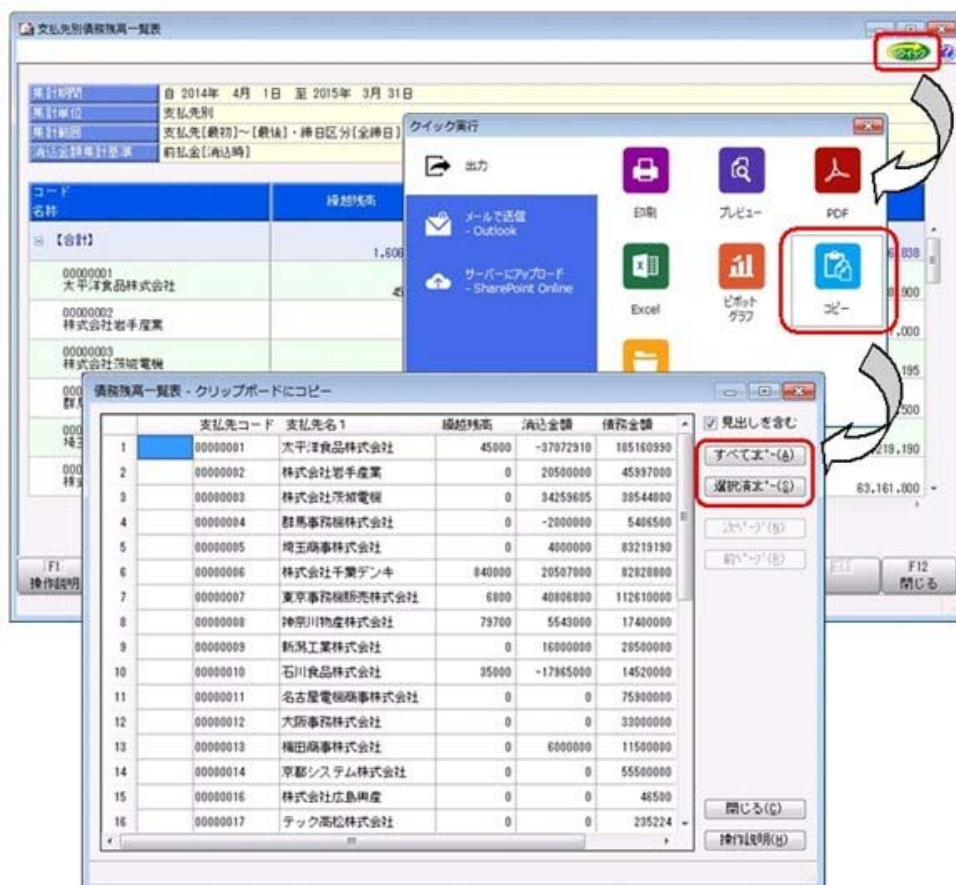 支払先別債務残高一覧表
クイック
集計期間 自 2014年 4月 1日 至 2015年 3月 31日
集計単位 支払先別
集計範囲 支払先[最初]～[最後]・締日区分[全締日]
消込金額集計基準 前払金[消込時]
コード
名称
繰越残高
【合計】
1,606
00000001
太平洋食品株式会社
00000002
株式会社岩手産業
00000003
株式会社茨城電機
,900
,000
195
500
219,190
63,161,800
F1
操作説明
F12
閉じる
クイック実行
出力
メールで送信
- Outlook
サーバーにアップロード
- SharePoint Online
印刷
プレビュー
PDF
Excel
ピボット
グラフ
コピー
債務残高一覧表 - クリップボードにコピー
支払先コード 支払先名1 繰越残高 消込金額 債務金額
1 00000001 太平洋食品株式会社 45000 -37072910 185160990
2 00000002 株式会社岩手産業 0 20500000 45997000
3 00000003 株式会社茨城電機 0 34259605 38544800
4 00000004 群馬事務機株式会社 0 -2000000 5406500
5 00000005 埼玉商事株式会社 0 4000000 83219190
6 00000006 株式会社千葉デンキ 840000 20507000 82828800
7 00000007 東京事務機販売株式会社 6800 40806800 112610000
8 00000008 神奈川物産株式会社 79700 5543000 17400000
9 00000009 新潟工業株式会社 0 16000000 28500000
10 00000010 石川食品株式会社 35000 -17965000 14520000
11 00000011 名古屋電機商事株式会社 0 0 75900000
12 00000012 大阪事務株式会社 0 0 33000000
13 00000013 梅田商事株式会社 0 6000000 11500000
14 00000014 京都システム株式会社 0 0 55500000
15 00000016 株式会社広島興産 0 0 46500
16 00000017 テック高松株式会社 0 0 235224
見出しを含む
すべてコピー(A)
選択済コピー(S)
次ページ(N)
前ページ(R)
閉じる(C)
操作説明(H)